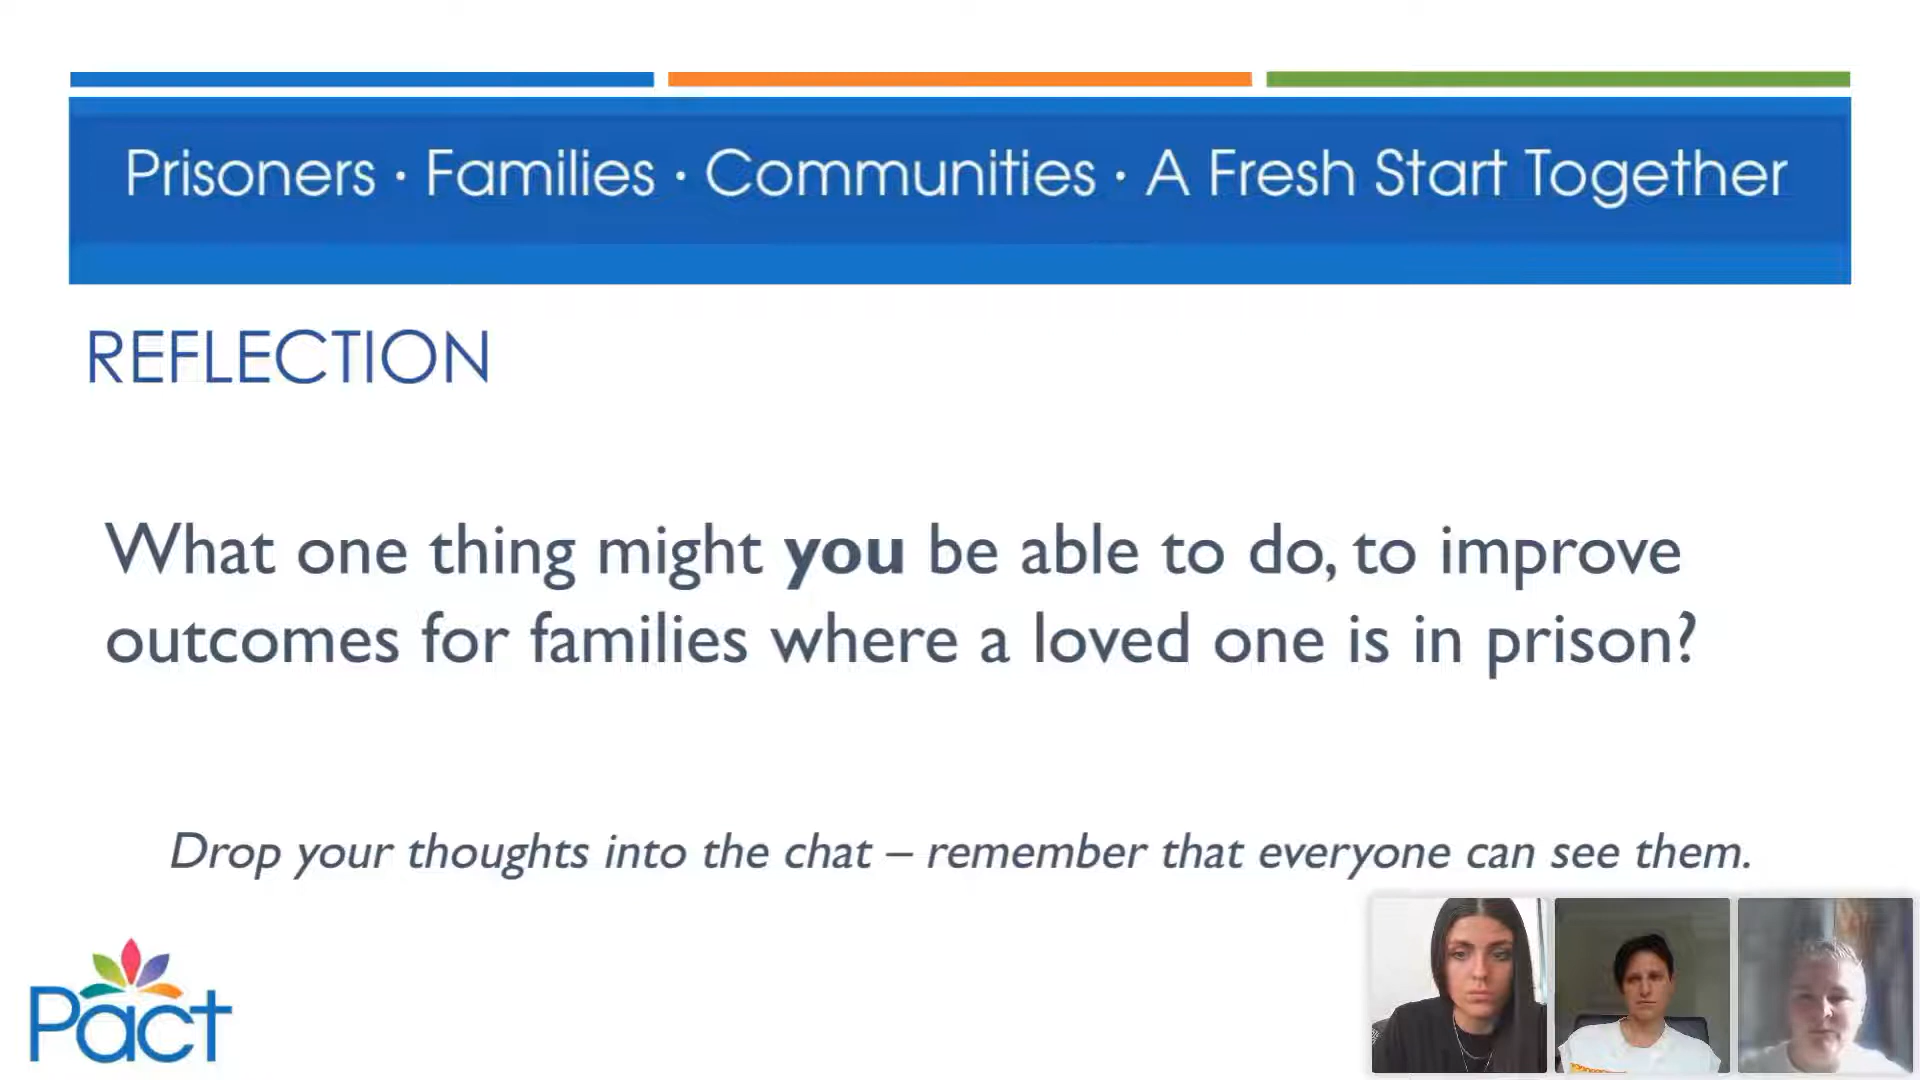 Prisoners · Families · Communities · A Fresh Start Together
REFLECTION
What one thing might you be able to do, to improve
outcomes for families where a loved one is in prison?
Drop your thoughts into the chat – remember that everyone can see them.
Pact